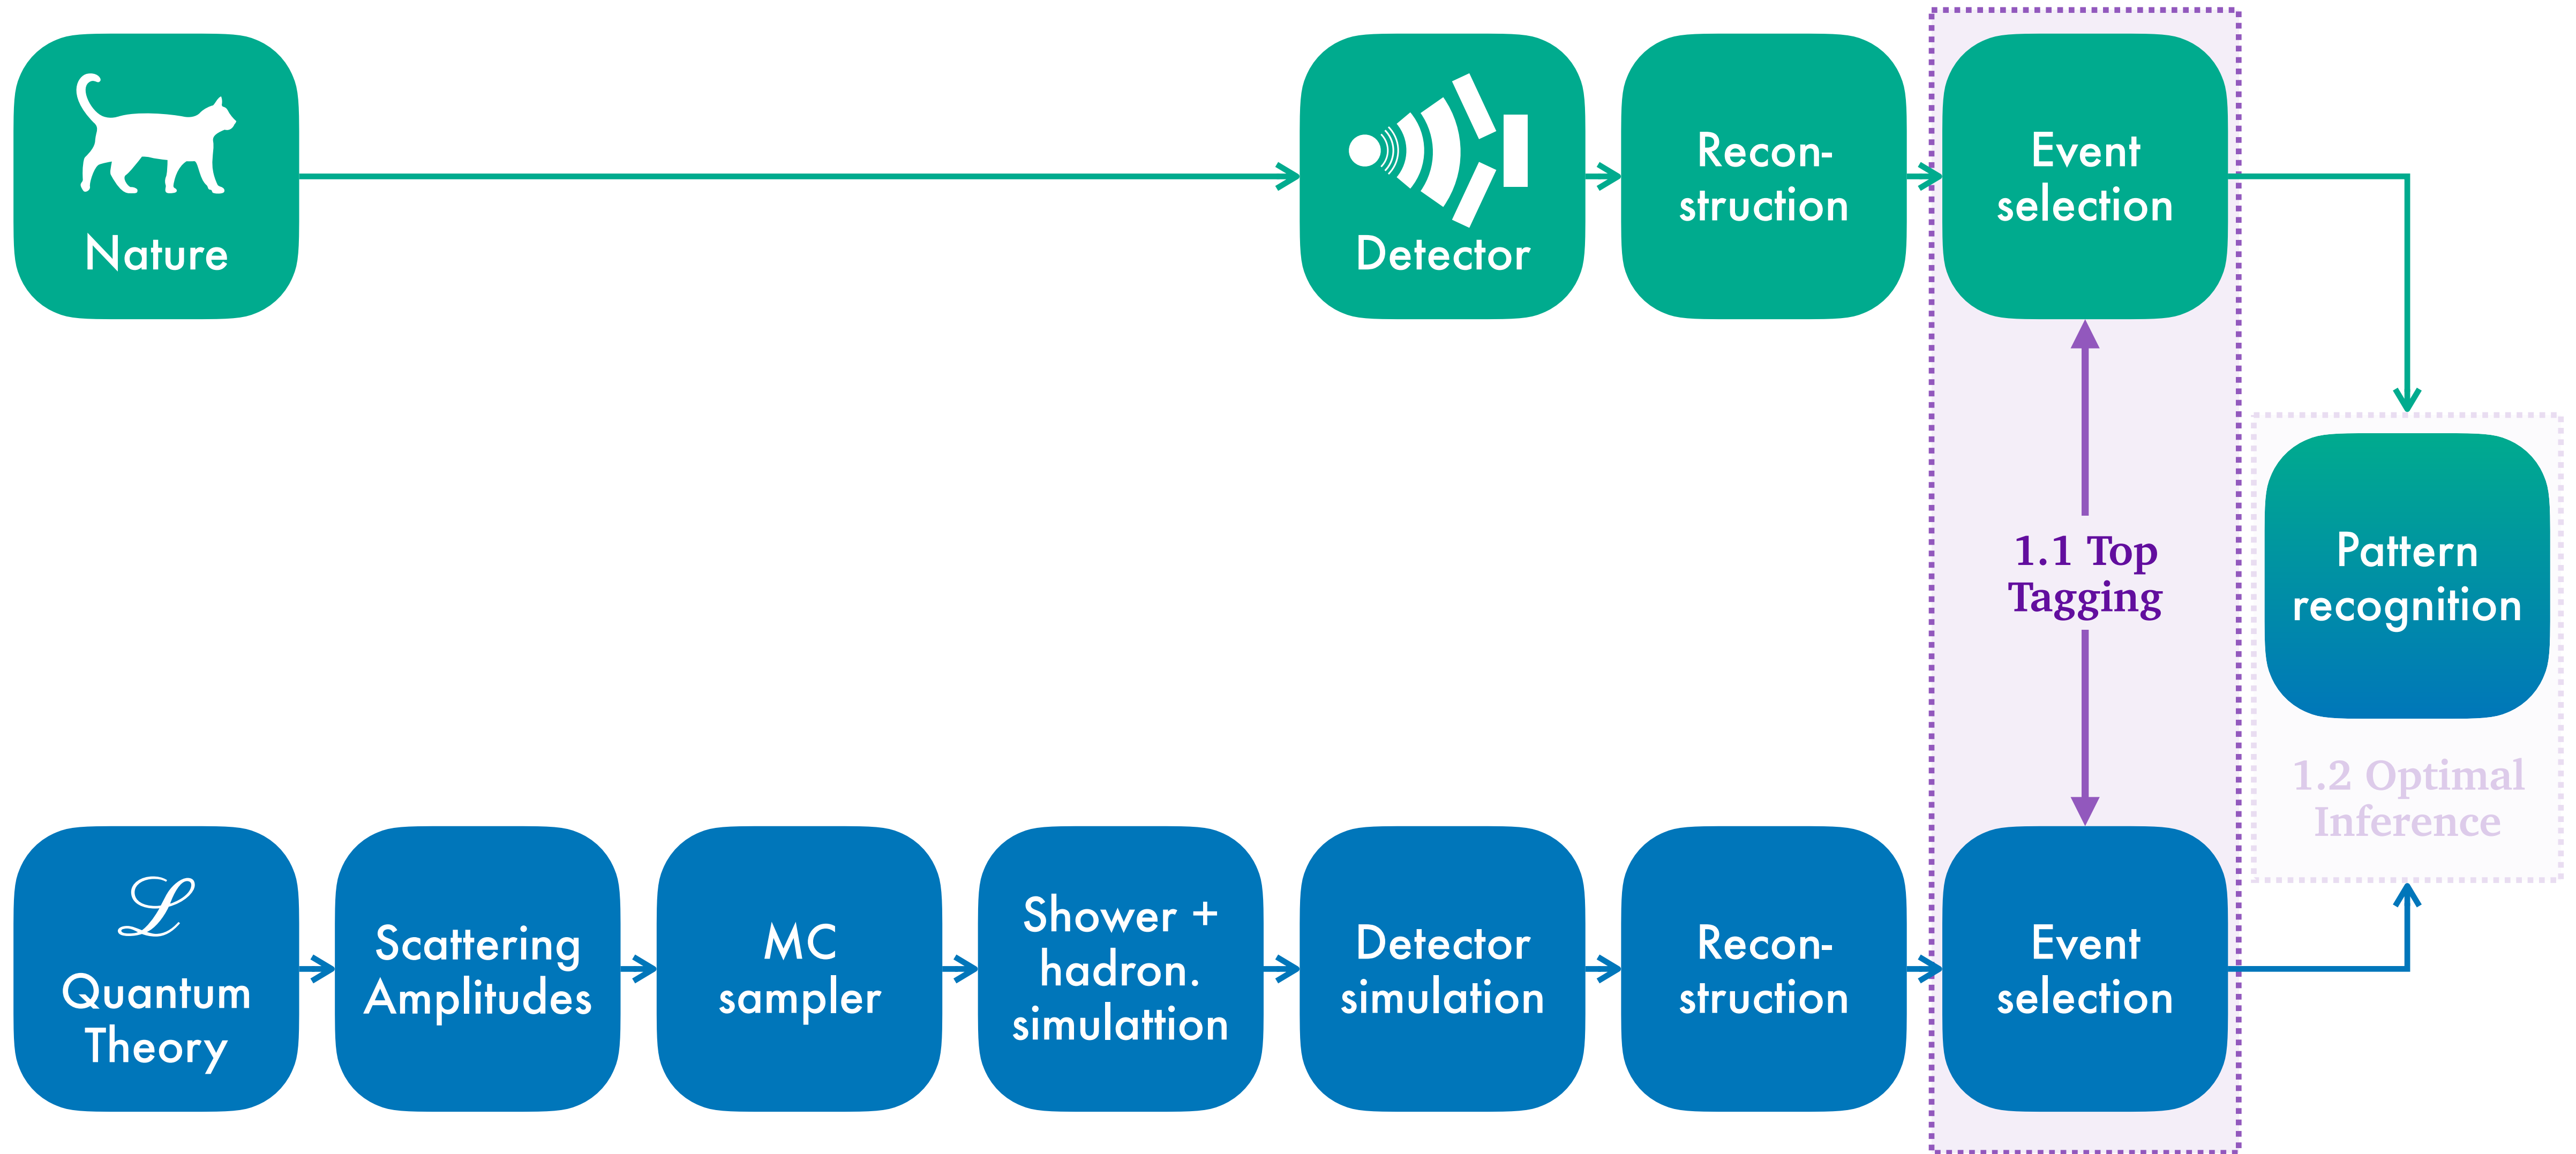 Nature
Detector
Recon-
struction
Event
selection
1.1 Top
Tagging
Pattern
recognition
1.2 Optimal
Inference
ℒ
Quantum
Theory
Scattering
Amplitudes
MC
sampler
Shower +
hadron.
simulattion
Detector
simulation
Recon-
struction
Event
selection